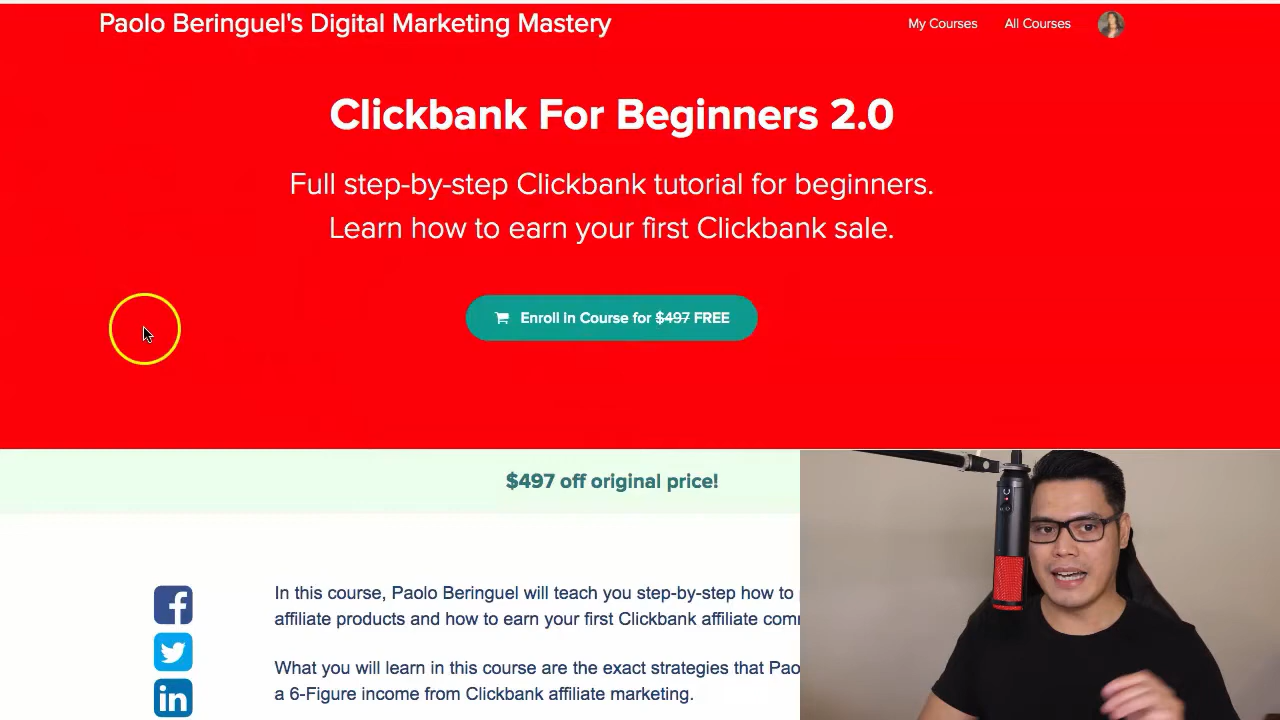 Paolo Beringuel's Digital Marketing Mastery
My Courses
All Courses
Clickbank For Beginners 2.0
Full step-by-step Clickbank tutorial for beginners.
Learn how to earn your first Clickbank sale.
Enroll in Course for $497 FREE
$497 off original price!
In this course, Paolo Beringuel will teach you step-by-step how to
affiliate products and how to earn your first Clickbank affiliate
What you will learn in this course are the exact strategies that
a 6-Figure income from Clickbank affiliate marketing.